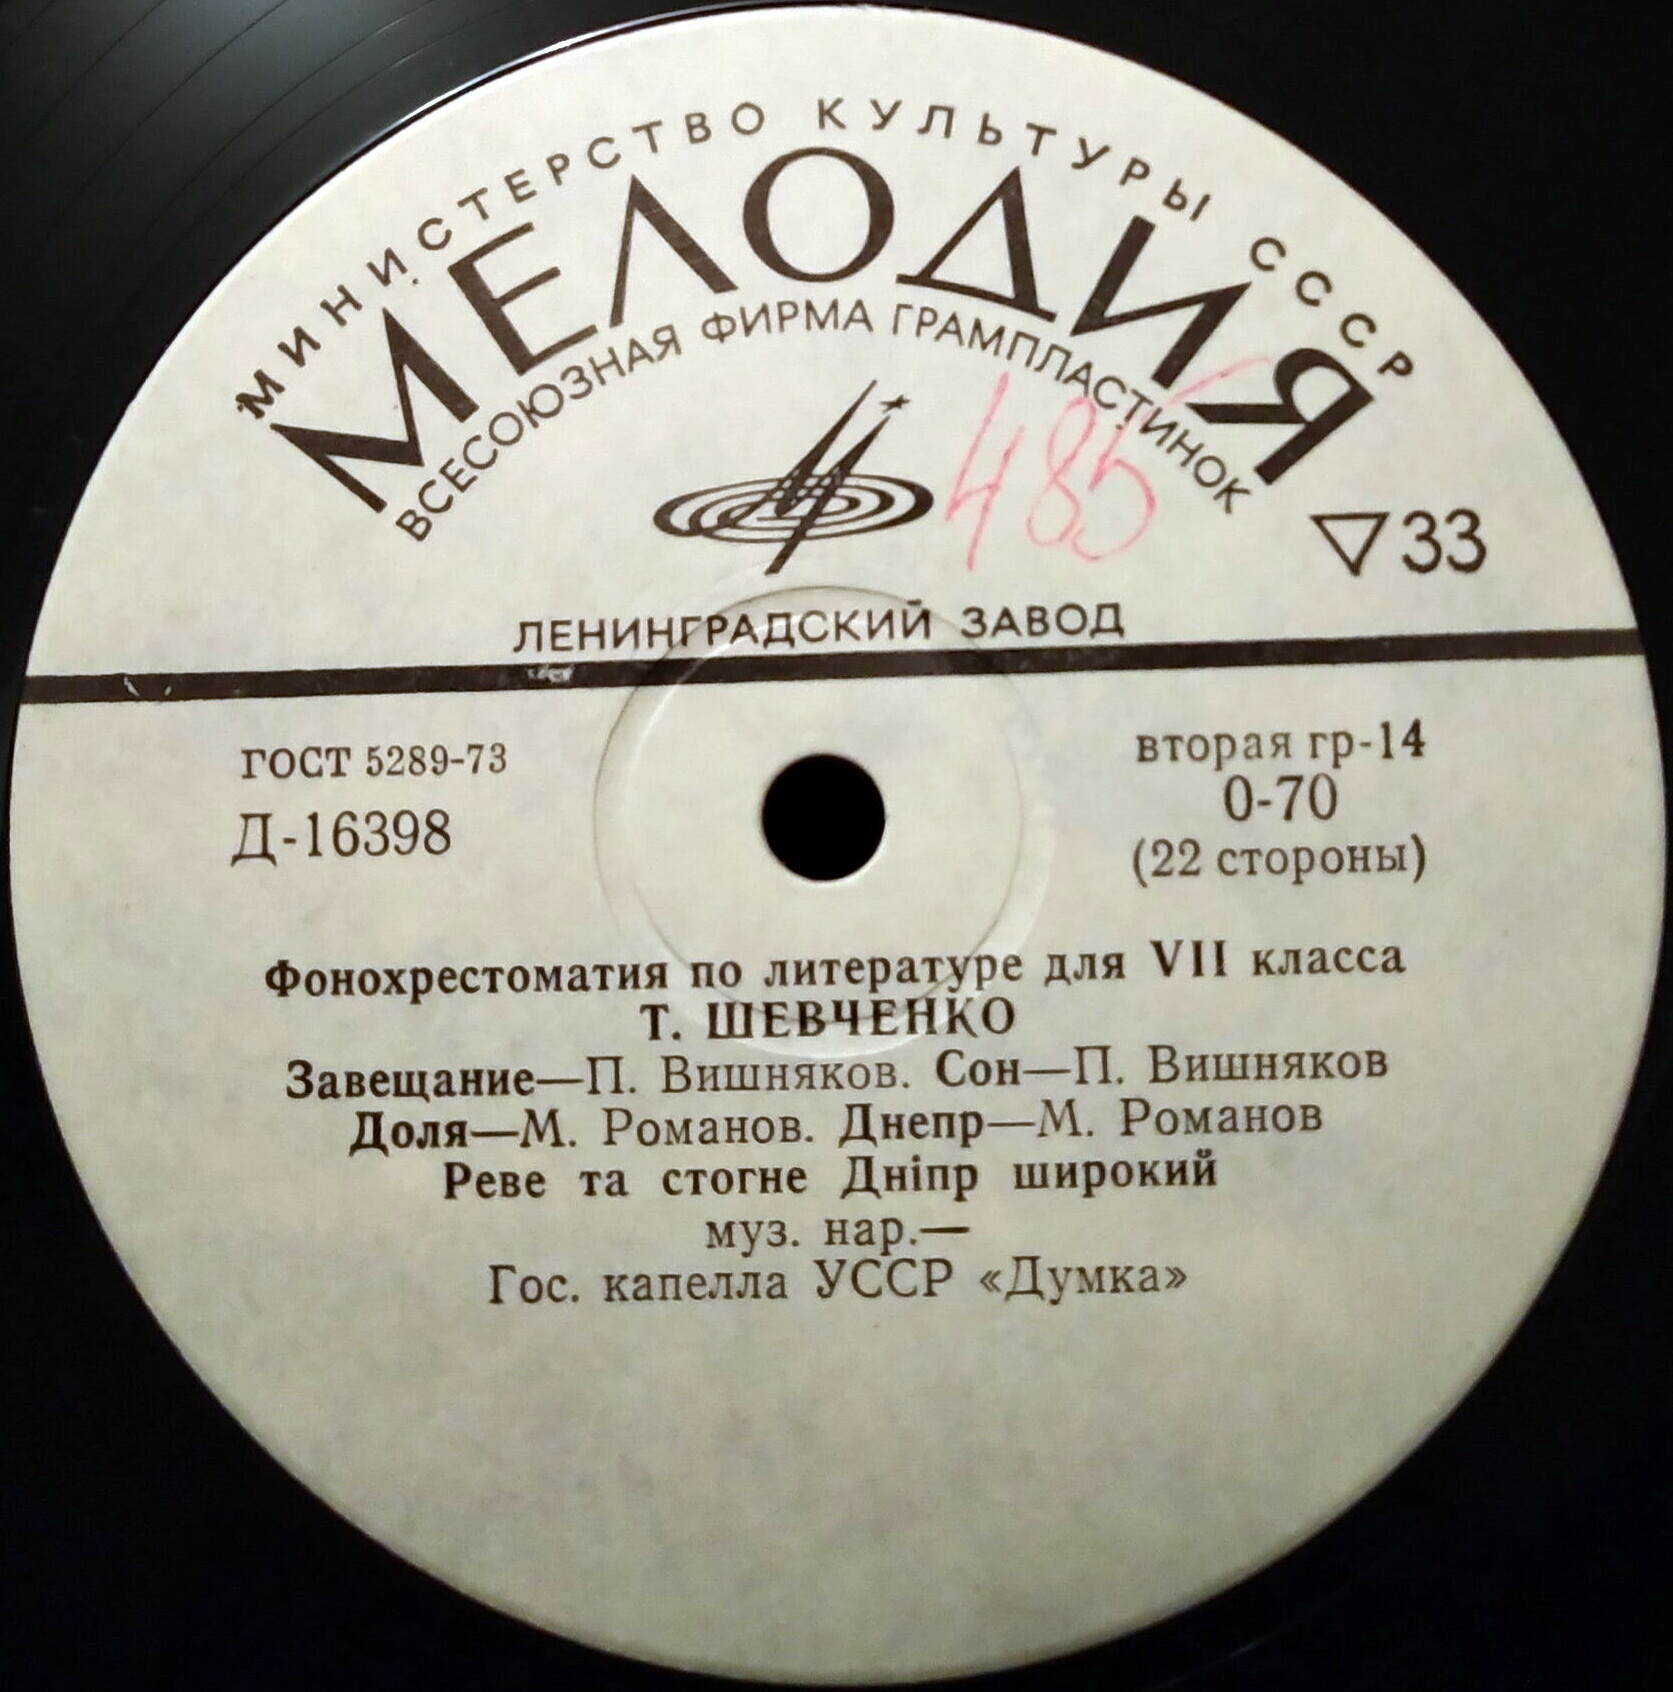 МИНИСТЕРСТВО КУЛЬТУРЫ СССР
МЕЛОДИЯ
ВСЕСОЮЗНАЯ ФИРМА ГРАМПЛАСТИНОК
485
▽33
ЛЕНИНГРАДСКИЙ ЗАВОД
ГОСТ 5289-73
Д-16398
вторая гр-14
0-70
(22 стороны)
Фонохрестоматия по литературе для VII класса
Т. ШЕВЧЕНКО
Завещание—П. Вишняков. Сон—П. Вишняков
Доля—М. Романов. Днепр—М. Романов
Реве та стогне Дніпр широкий
муз. нар.—
Гос. капелла УССР «Думка»